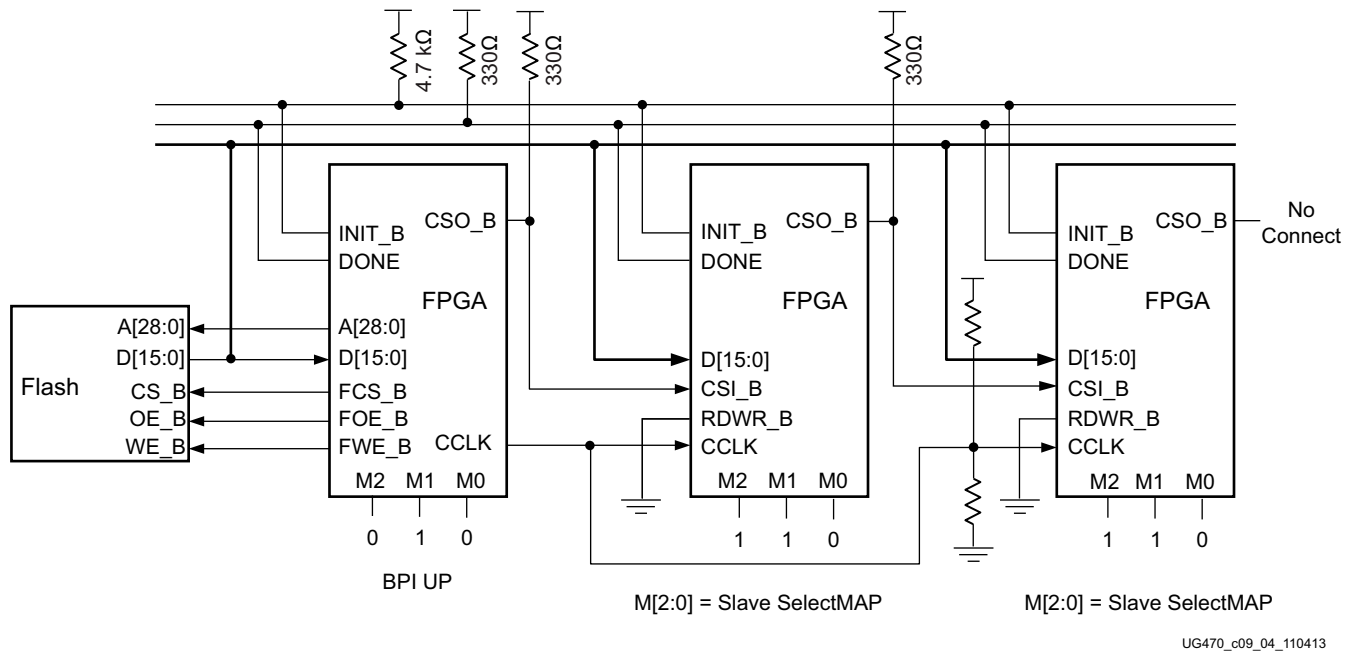 4.7 kΩ
330Ω
330Ω
330Ω
INIT_B
DONE
CSO_B
FPGA
A[28:0]
D[15:0]
FCS_B
FOE_B
FWE_B
CCLK
M2 M1 M0
0 1 0
BPI UP
Flash
A[28:0]
D[15:0]
CS_B
OE_B
WE_B
INIT_B
DONE
CSO_B
FPGA
D[15:0]
CSI_B
RDWR_B
CCLK
M2 M1 M0
1 1 0
M[2:0] = Slave SelectMAP
INIT_B
DONE
CSO_B
No
Connect
FPGA
D[15:0]
CSI_B
RDWR_B
CCLK
M2 M1 M0
1 1 0
M[2:0] = Slave SelectMAP
UG470_c09_04_110413